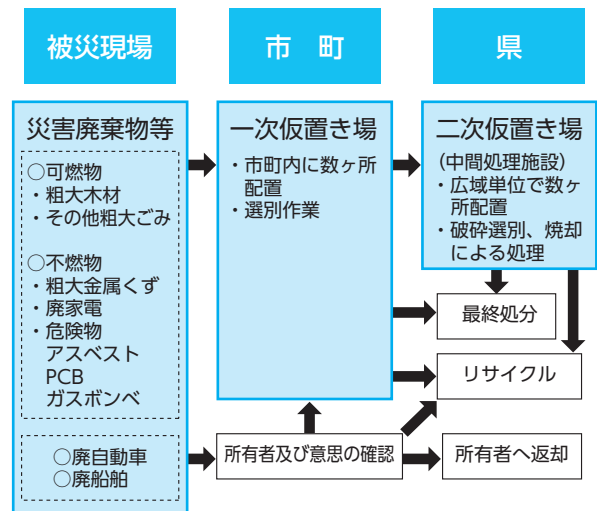 被災現場
市　町
県
災害廃棄物等
○可燃物
・粗大木材
・その他粗大ごみ
○不燃物
・粗大金属くず
・廃家電
・危険物
アスベスト
PCB
ガスボンベ
○廃自動車
○廃船舶
一次仮置き場
・市町内に数ヶ所
配置
・選別作業
二次仮置き場
(中間処理施設)
・広域単位で数ヶ
所配置
・破砕選別、焼却
による処理
最終処分
リサイクル
所有者及び意思の確認
所有者へ返却